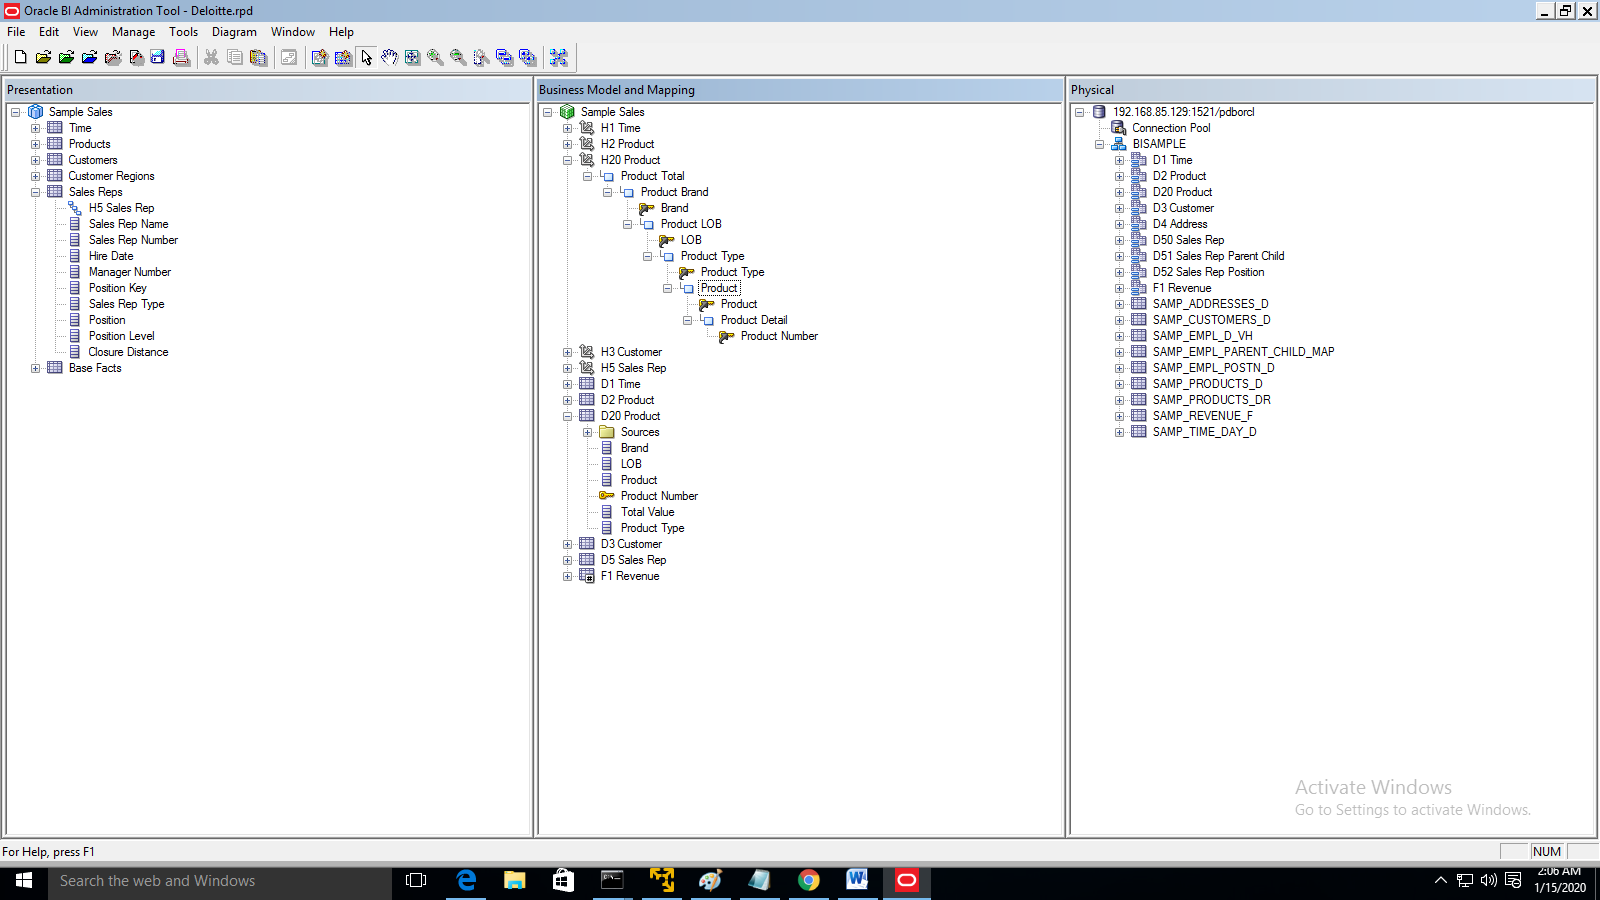 Oracle BI Administration Tool - Deloitte.rpd
File Edit View Manage Tools Diagram Window Help
Presentation
Sample Sales
Time
Products
Customers
Customer Regions
Sales Reps
H5 Sales Rep
Sales Rep Name
Sales Rep Number
Hire Date
Manager Number
Position Key
Sales Rep Type
Position
Position Level
Closure Distance
Base Facts
Business Model and Mapping
Sample Sales
H1 Time
H2 Product
H20 Product
Product Total
Product Brand
Brand
Product LOB
LOB
Product Type
Product Type
Product
Product
Product Detail
Product Number
H3 Customer
H5 Sales Rep
D1 Time
D2 Product
D20 Product
Sources
Brand
LOB
Product
Product Number
Total Value
Product Type
D3 Customer
D5 Sales Rep
F1 Revenue
Physical
192.168.85.129:1521/pdborcl
Connection Pool
BISAMPLE
D1 Time
D2 Product
D20 Product
D3 Customer
D4 Address
D50 Sales Rep
D51 Sales Rep Parent Child
D52 Sales Rep Position
F1 Revenue
SAMP_ADDRESSES_D
SAMP_CUSTOMERS_D
SAMP_EMPL_D_VH
SAMP_EMPL_PARENT_CHILD_MAP
SAMP_EMPL_POSTN_D
SAMP_PRODUCTS_D
SAMP_PRODUCTS_DR
SAMP_REVENUE_F
SAMP_TIME_DAY_D
Activate Windows
Go to Settings to activate Windows.
For Help, press F1
NUM
Search the web and Windows
2:06 AM
1/15/2020